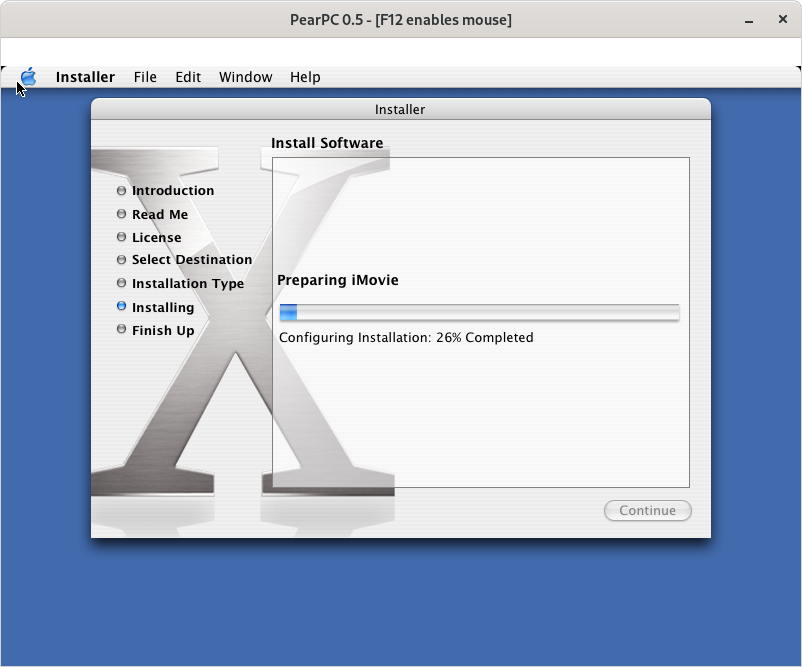 PearPC 0.5 - [F12 enables mouse]
Installer File Edit Window Help
Installer
Install Software
Introduction
Read Me
License
Select Destination
Installation Type
Installing
Finish Up
Preparing iMovie
Configuring Installation: 26% Completed
Continue